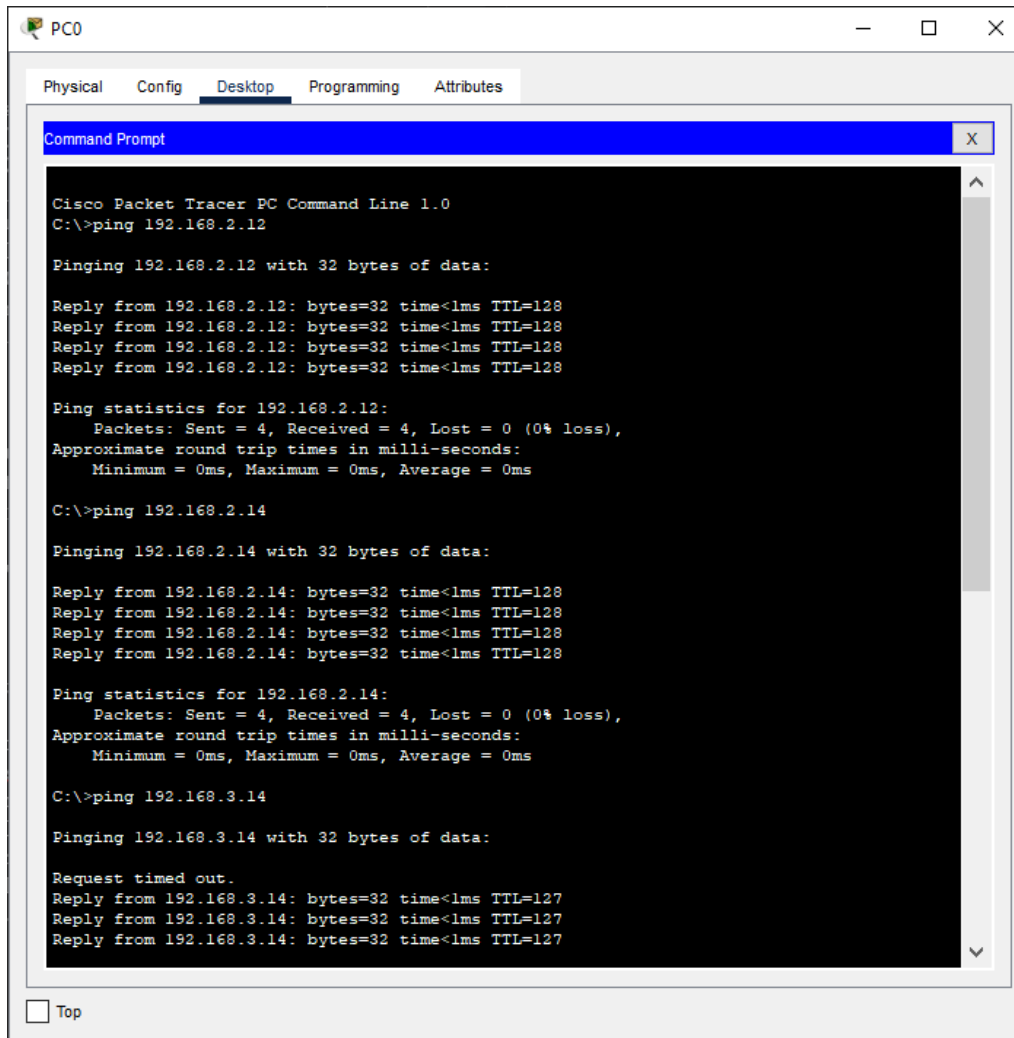 PC0
Physical Config Desktop Programming Attributes
Command Prompt
X
Cisco Packet Tracer PC Command Line 1.0
C:\>ping 192.168.2.12
Pinging 192.168.2.12 with 32 bytes of data:
Reply from 192.168.2.12: bytes=32 time<1ms TTL=128
Reply from 192.168.2.12: bytes=32 time<1ms TTL=128
Reply from 192.168.2.12: bytes=32 time<1ms TTL=128
Reply from 192.168.2.12: bytes=32 time<1ms TTL=128
Ping statistics for 192.168.2.12:
Packets: Sent = 4, Received = 4, Lost = 0 (0% loss),
Approximate round trip times in milli-seconds:
Minimum = 0ms, Maximum = 0ms, Average = 0ms
C:\>ping 192.168.2.14
Pinging 192.168.2.14 with 32 bytes of data:
Reply from 192.168.2.14: bytes=32 time<1ms TTL=128
Reply from 192.168.2.14: bytes=32 time<1ms TTL=128
Reply from 192.168.2.14: bytes=32 time<1ms TTL=128
Reply from 192.168.2.14: bytes=32 time<1ms TTL=128
Ping statistics for 192.168.2.14:
Packets: Sent = 4, Received = 4, Lost = 0 (0% loss),
Approximate round trip times in milli-seconds:
Minimum = 0ms, Maximum = 0ms, Average = 0ms
C:\>ping 192.168.3.14
Pinging 192.168.3.14 with 32 bytes of data:
Request timed out.
Reply from 192.168.3.14: bytes=32 time<1ms TTL=127
Reply from 192.168.3.14: bytes=32 time<1ms TTL=127
Reply from 192.168.3.14: bytes=32 time<1ms TTL=127
Top